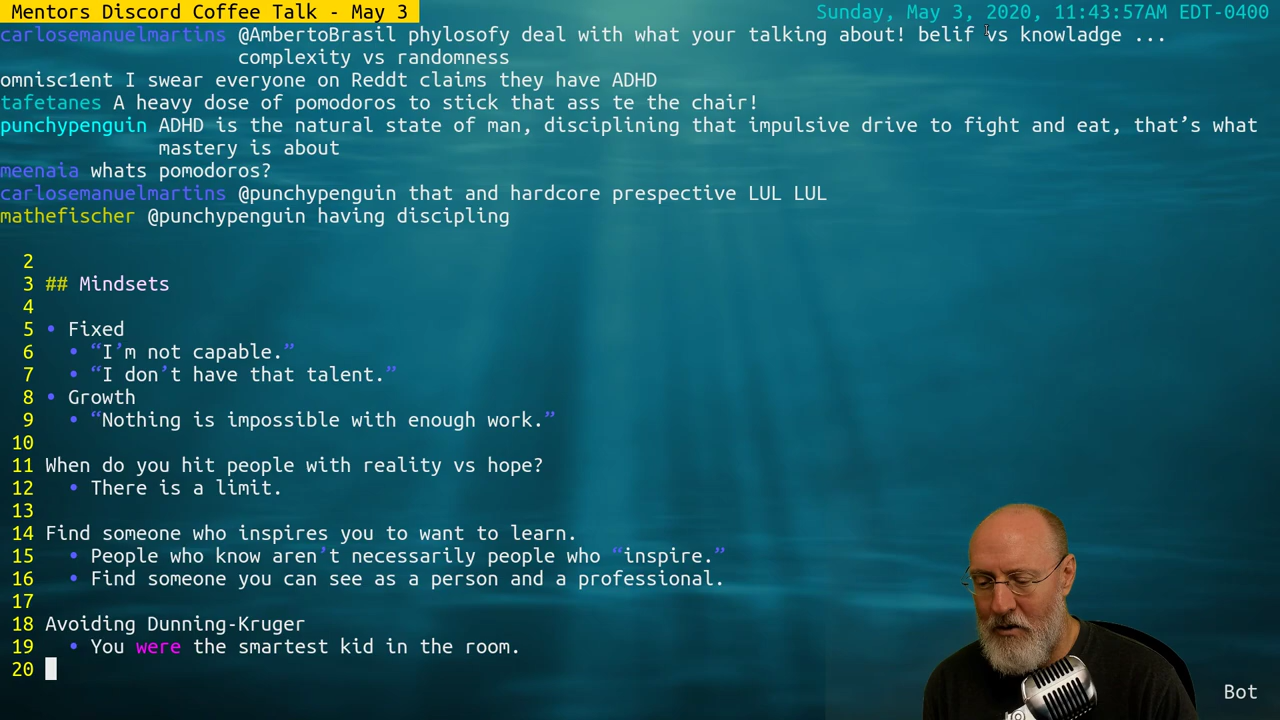 Mentors Discord Coffee Talk - May 3
Sunday, May 3, 2020, 11:43:57AM EDT-0400
carlosemanuelmartins @AmbertoBrasil phylosofy deal with what your talking about! belif vs knowladge ...
complexity vs randomness
omnisc1ent I swear everyone on Reddt claims they have ADHD
tafetanes A heavy dose of pomodoros to stick that ass te the chair!
punchypenguin ADHD is the natural state of man, disciplining that impulsive drive to fight and eat, that’s what
mastery is about
meenaia whats pomodoros?
carlosemanuelmartins @punchypenguin that and hardcore prespective LUL LUL
mathefischer @punchypenguin having discipling
2
3 ## Mindsets
4
5 • Fixed
6 • “I’m not capable.”
7 • “I don’t have that talent.”
8 • Growth
9 • “Nothing is impossible with enough work.”
10
11 When do you hit people with reality vs hope?
12 • There is a limit.
13
14 Find someone who inspires you to want to learn.
15 • People who know aren’t necessarily people who “inspire.”
16 • Find someone you can see as a person and a professional.
17
18 Avoiding Dunning-Kruger
19 • You were the smartest kid in the room.
20
Bot